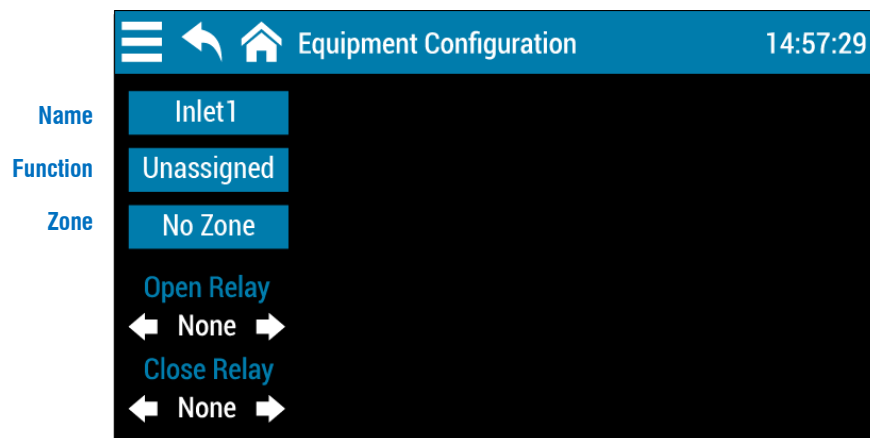 Equipment Configuration 14:57:29
Name Inlet1
Function Unassigned
Zone No Zone
Open Relay
None
Close Relay
None